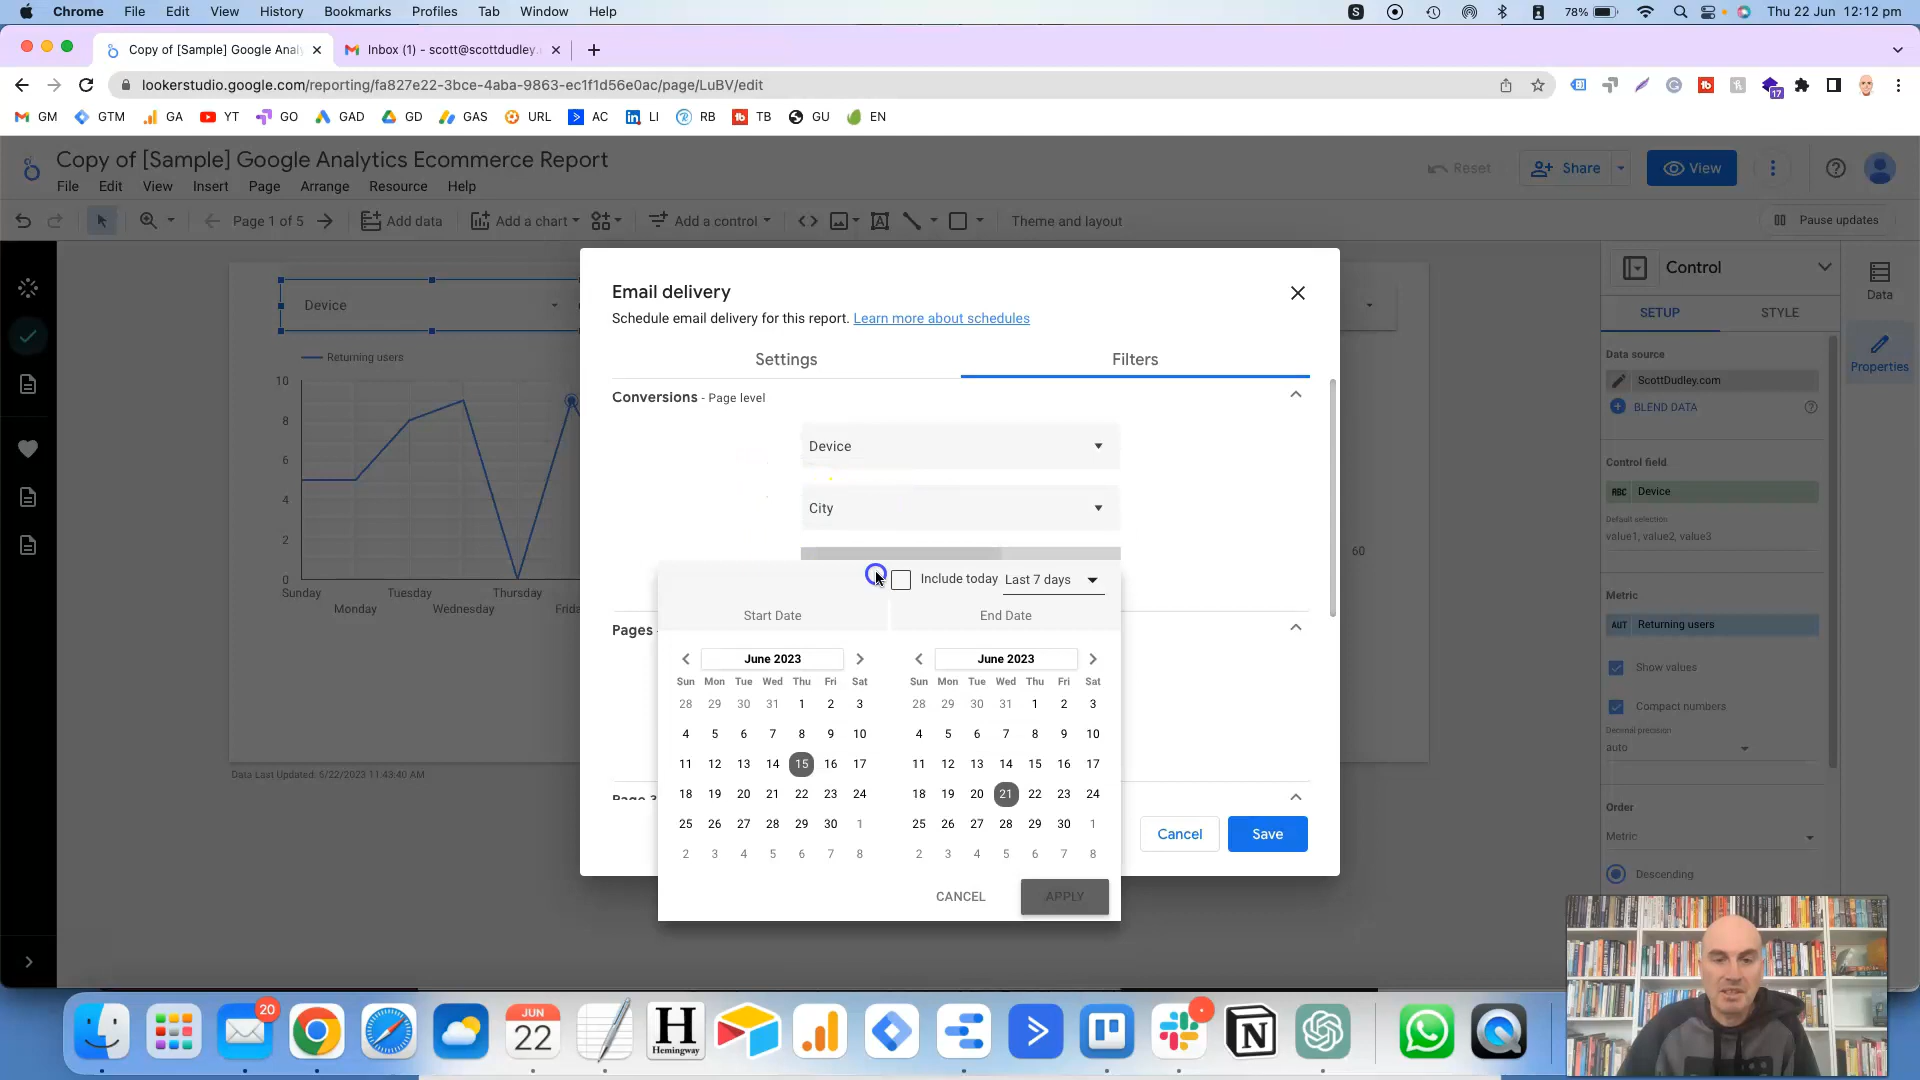 Chrome File Edit View History Bookmarks Profiles Tab Window Help
S 78% Thu 22 Jun 12:12 pm
Copy of [Sample] Google Anal
Inbox (1) - scott@scottdudley.
lookerstudio.google.com/reporting/fa827e22-3bce-4aba-9863-ec1f1d56e0ac/page/LuBV/edit
17
GM GTM GA YT GO GAD GD GAS URL AC LI RB TB GU EN
Copy of [Sample] Google Analytics Ecommerce Report
Reset Share View
File Edit View Insert Page Arrange Resource Help
Page 1 of 5 Add data Add a chart Add a control Theme and layout Pause updates
Device
Returning users
10
8
6
4
2
0
Sunday Tuesday Thursday
Monday Wednesday
60
Data Last Updated: 6/22/2023 11:43:40 AM
Email delivery
Schedule email delivery for this report. Learn more about schedules
Settings Filters
Conversions - Page level
Device
City
Include today Last 7 days
Start Date End Date
Pages -
June 2023 June 2023
Sun Mon Tue Wed Thu Fri Sat Sun Mon Tue Wed Thu Fri Sat
28 29 30 31 1 2 3 28 29 30 31 1 2 3
4 5 6 7 8 9 10 4 5 6 7 8 9 10
11 12 13 14 15 16 17 11 12 13 14 15 16 17
18 19 20 21 22 23 24 18 19 20 21 22 23 24
25 26 27 28 29 30 1 25 26 27 28 29 30 1
2 3 4 5 6 7 8 2 3 4 5 6 7 8
CANCEL APPLY
Cancel Save
Control
Data
SETUP STYLE
Properties
Data source
ScottDudley.com
BLEND DATA
Control field
ABC Device
Default selection
value1, value2, value3
Metric
AUT Returning users
Show values
Compact numbers
Decimal precision
auto
Order
Metric
Descending
20
JUN
22
H
Hemingway